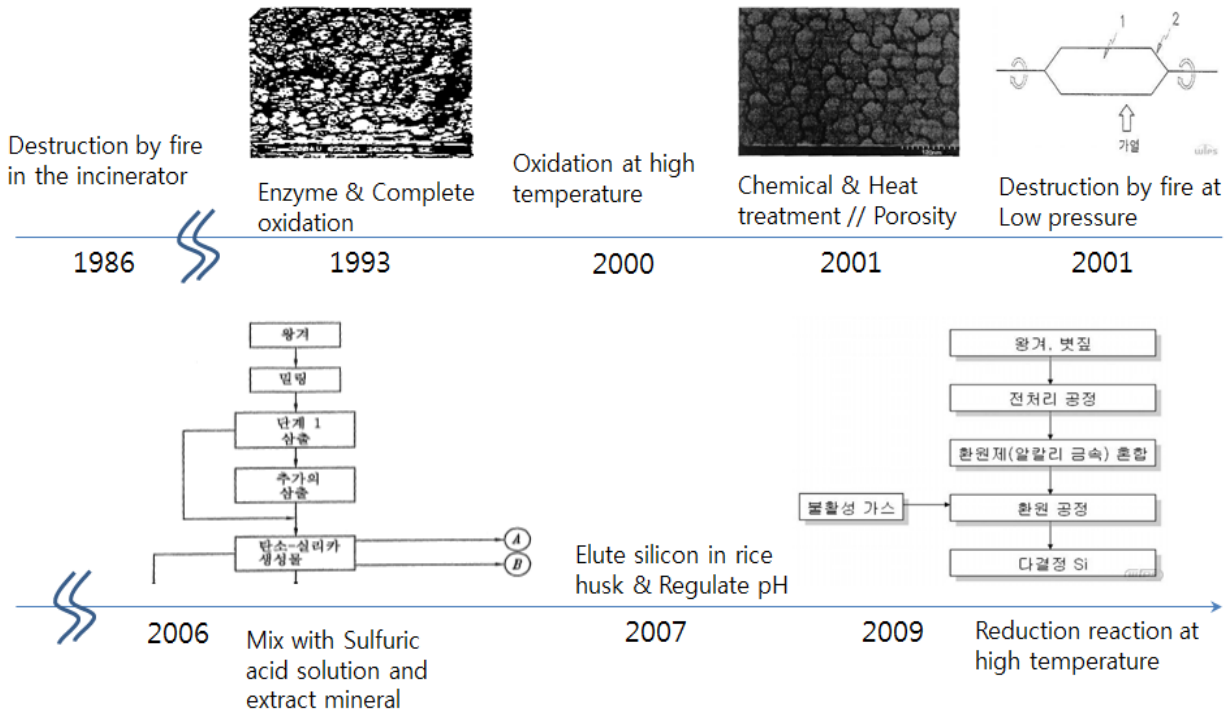 Destruction by fire
in the incinerator
Enzyme & Complete
oxidation
Oxidation at high
temperature
100nm
Chemical & Heat
treatment // Porosity
1
2
가열
wips
Destruction by fire at
Low pressure
1986
1993
2000
2001
2001
왕겨
밀링
단계 1
삼출
추가의
삼출
탄소-실리카
생성물
A
B
Elute silicon in rice
husk & Regulate pH
왕겨, 볏짚
전처리 공정
환원제(알칼리 금속) 혼합
불활성 가스
환원 공정
다결정 Si
2006
Mix with Sulfuric
acid solution and
extract mineral
2007
2009
Reduction reaction at
high temperature